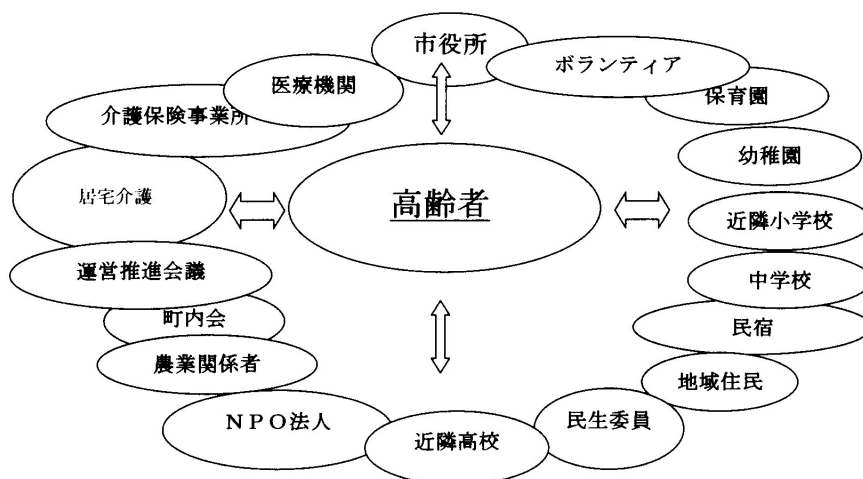 市役所
ボランティア
医療機関
保育園
介護保険事業所
幼稚園
居宅介護
高齢者
近隣小学校
運営推進会議
中学校
町内会
民宿
農業関係者
地域住民
NPO法人
近隣高校
民生委員